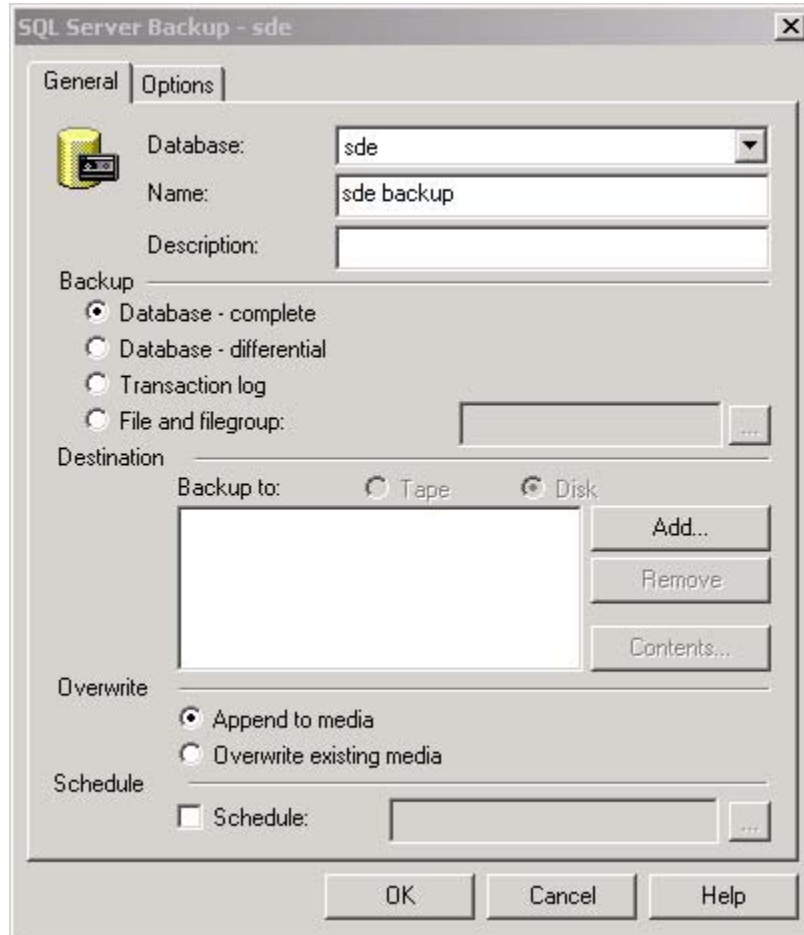 SQL Server Backup - sde
General Options
Database: sde
Name: sde backup
Description:
Backup
Database - complete
Database - differential
Transaction log
File and filegroup: ...
Destination
Backup to: Tape Disk
Add...
Remove
Contents...
Overwrite
Append to media
Overwrite existing media
Schedule
Schedule: ...
OK Cancel Help